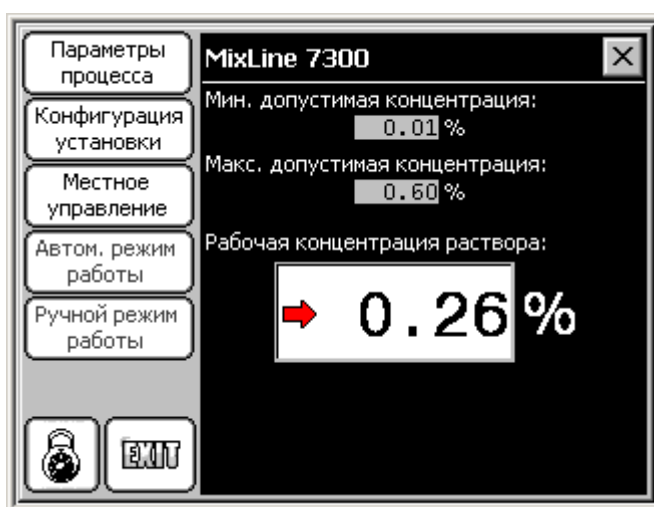 Параметры
процесса
Конфигурация
установки
Местное
управление
Автом. режим
работы
Ручной режим
работы
EXIT
MixLine 7300
Мин. допустимая концентрация:
0.01 %
Макс. допустимая концентрация:
0.60 %
Рабочая концентрация раствора:
0.26 %